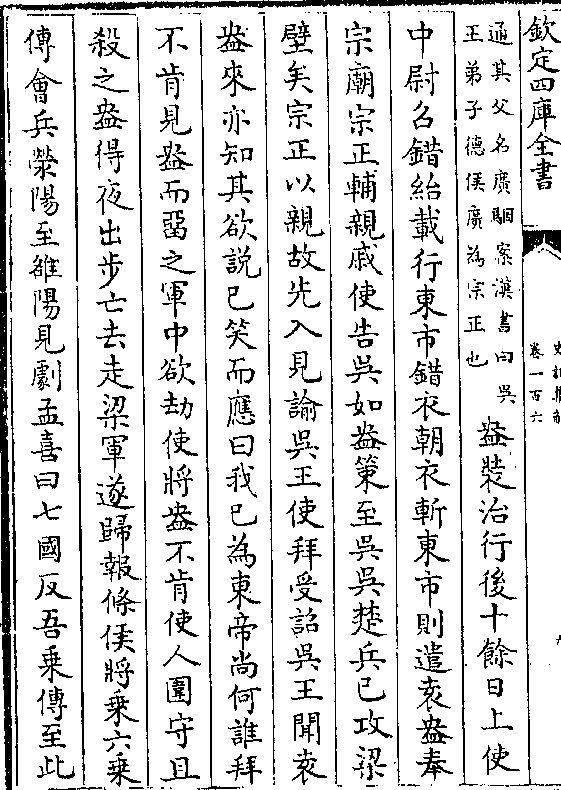 欽定四庫全書
卷一百六
通其父名廣駰案漢書曰吳
王弟子德侯廣為宗正也
盎裝治行後十餘日上使
中尉召錯紿載行東市錯衣朝衣斬東市則遣袁盎奉
宗廟宗正輔親戚使告吳如盎策至吳吳楚兵已攻梁
壁矣宗正以親故先入見諭吳王使拜受詔吳王聞袁
盎來亦知其欲說已笑而應曰我已為東帝尚何誰拜
不肯見盎而畱之軍中欲劫使將盎不肯使人圍守且
殺之盎得夜出步亡去走梁軍遂歸報條侯將乘六乗
傳會兵滎陽至雒陽見劇孟喜曰七國反吾乘傳至此